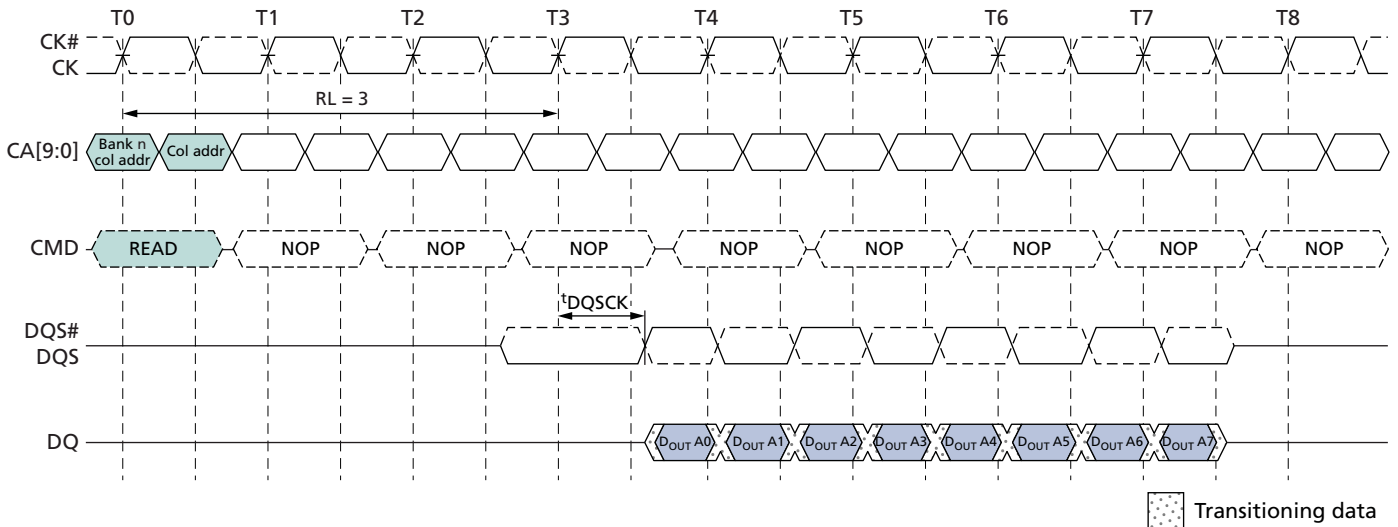 T0 T1 T2 T3 T4 T5 T6 T7 T8
CK#
CK
RL = 3
CA[9:0]
Bank n
col addr
Col addr
CMD READ NOP NOP NOP NOP NOP NOP NOP NOP
tDQSCK
DQS#
DQS
DQ DOUT A0 DOUT A1 DOUT A2 DOUT A3 DOUT A4 DOUT A5 DOUT A6 DOUT A7
Transitioning data